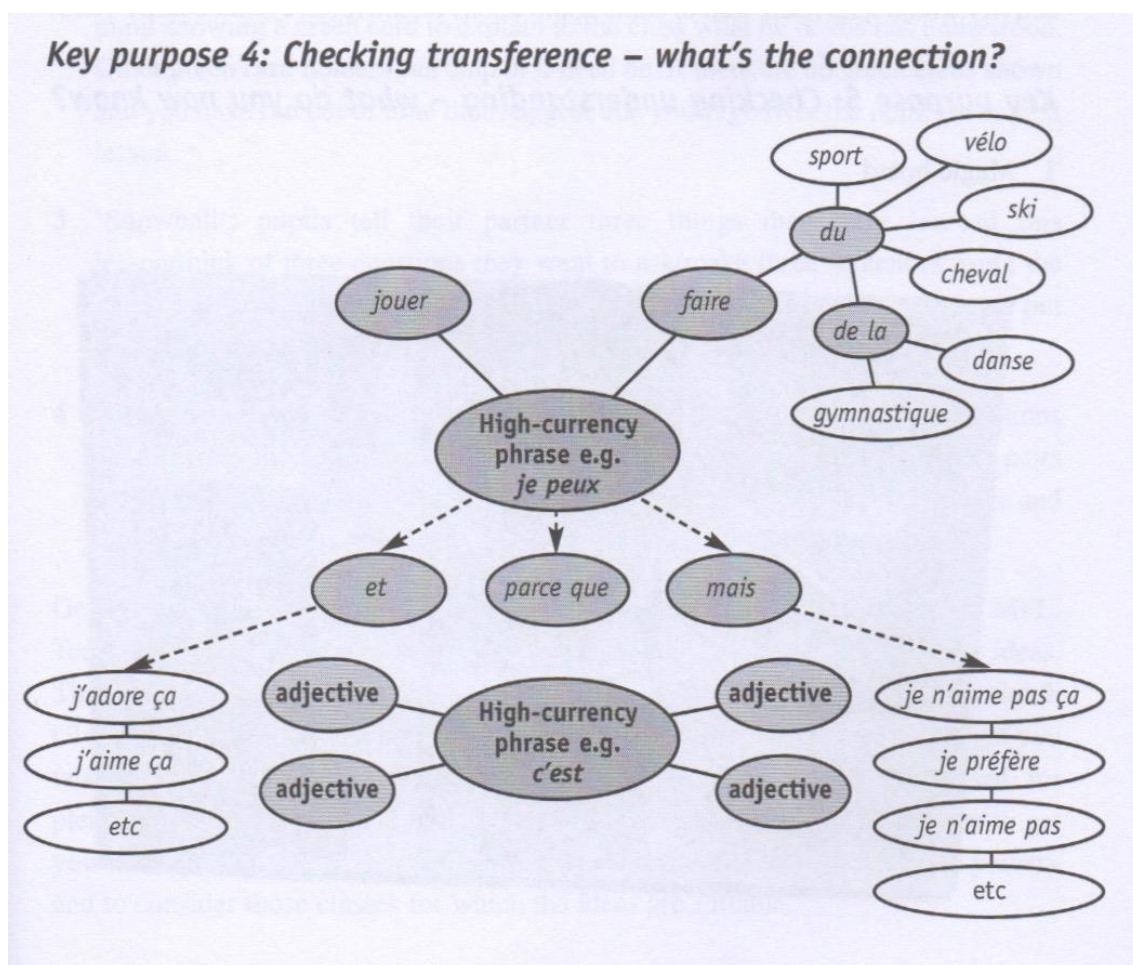 Key purpose 4: Checking transference – what's the connection?
sport
vélo
du
ski
cheval
jouer
faire
de la
danse
gymnastique
High-currency
phrase e.g.
je peux
et
parce que
mais
j'adore ça
j'aime ça
etc
adjective
adjective
High-currency
phrase e.g.
c'est
adjective
adjective
je n'aime pas ça
je préfère
je n'aime pas
etc